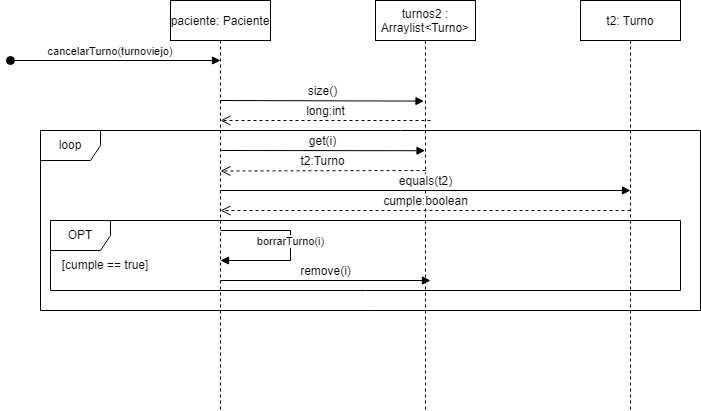 paciente: Paciente
turnos2 :
Arraylist<Turno>
t2: Turno
cancelarTurno(turnoviejo)
size()
long:int
loop
get(i)
t2:Turno
equals(t2)
cumple:boolean
OPT
borrarTurno(i)
[cumple == true]
remove(i)